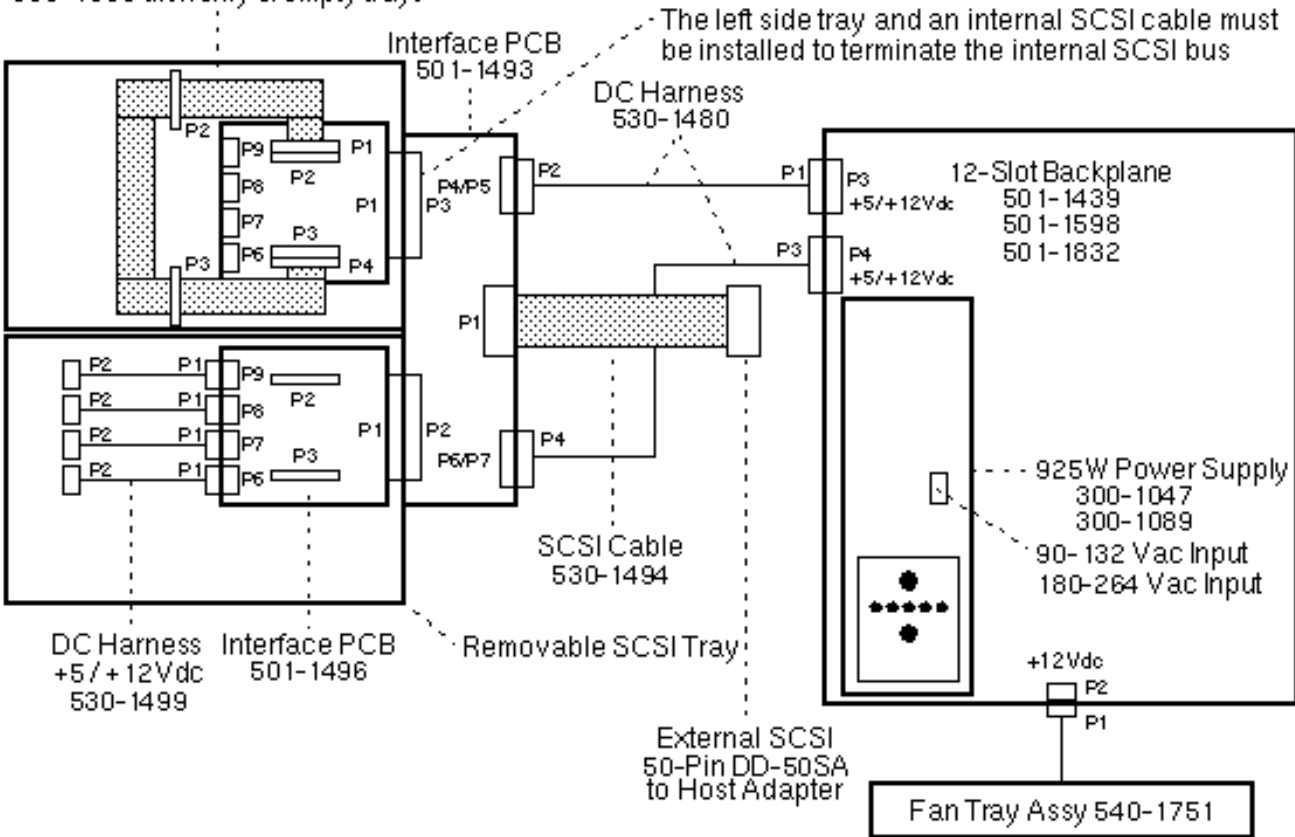 The left side tray and an internal SCSI cable must
be installed to terminate the internal SCSI bus
Interface PCB
501-1493
DC Harness
530-1480
P2
P9
P1
P2
P8
P1
P7
P3
P6
P4
P3
P4/P5
P3
P2
P1
P3
+5/+12Vdc
P3
P4
+5/+12Vdc
12-Slot Backplane
501-1439
501-1598
501-1832
P1
P2
P1
P9
P2
P2
P1
P8
P2
P1
P7
P1
P2
P3
P2
P1
P6
P6/P7
P4
SCSI Cable
530-1494
925W Power Supply
300-1047
300-1089
90-132 Vac Input
180-264 Vac Input
DC Harness
+5/+12Vdc
530-1499
Interface PCB
501-1496
Removable SCSI Tray
External SCSI
50-Pin DD-50SA
to Host Adapter
+12Vdc
P2
P1
Fan Tray Assy 540-1751